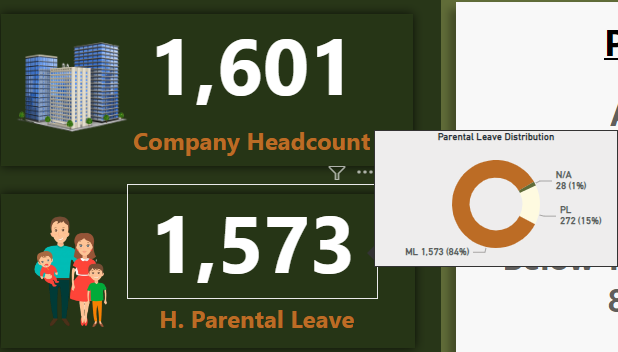 1,601
Company Headcount
Parental Leave Distribution
N/A
28 (1%)
PL
272 (15%)
ML 1,573 (84%)
1,573
H. Parental Leave